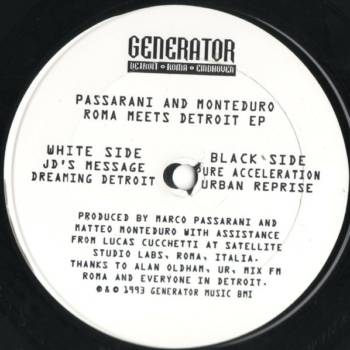 GENERATOR
DETROIT • ROMA • EINDHOVEN
PASSARANI AND MONTEDURO
ROMA MEETS DETROIT EP
WHITE SIDE
JD'S MESSAGE
DREAMING DETROIT
BLACK SIDE
PURE ACCELERATION
URBAN REPRISE
PRODUCED BY MARCO PASSARANI AND
MATTEO MONTEDURO WITH ASSISTANCE
FROM LUCAS CUCCHETTI AT SATELLITE
STUDIO LABS, ROMA, ITALIA.
THANKS TO ALAN OLDHAM, UR, MIX FM
ROMA AND EVERYONE IN DETROIT.
℗ & © 1993 GENERATOR MUSIC BMI